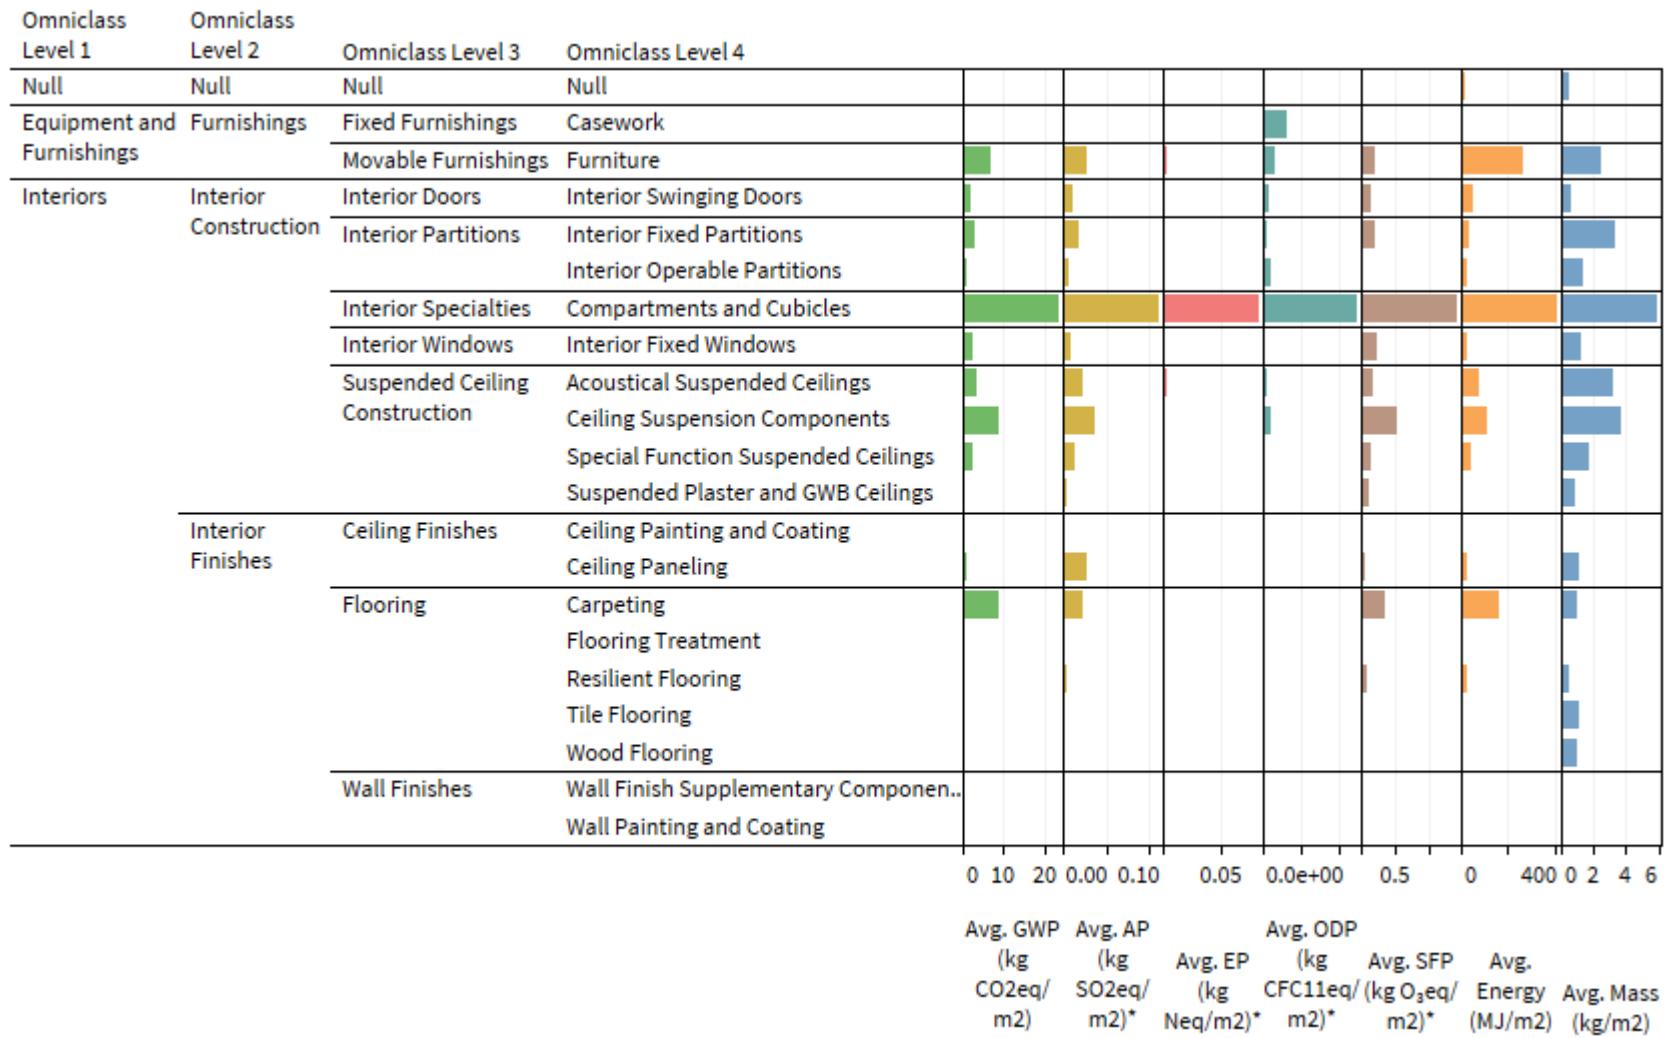 Omniclass Level 1
Omniclass Level 2
Omniclass Level 3
Omniclass Level 4
Null Null Null Null
Equipment and Furnishings Furnishings Fixed Furnishings Casework
Movable Furnishings Furniture
Interiors Interior Construction Interior Doors Interior Swinging Doors
Interior Partitions Interior Fixed Partitions
Interior Operable Partitions
Interior Specialties Compartments and Cubicles
Interior Windows Interior Fixed Windows
Suspended Ceiling Construction Acoustical Suspended Ceilings
Ceiling Suspension Components
Special Function Suspended Ceilings
Suspended Plaster and GWB Ceilings
Interior Finishes Ceiling Finishes Ceiling Painting and Coating
Ceiling Paneling
Flooring Carpeting
Flooring Treatment
Resilient Flooring
Tile Flooring
Wood Flooring
Wall Finishes Wall Finish Supplementary Componen..
Wall Painting and Coating
0 10 20 0.00 0.10 0.05 0.0e+00 0.5 0 400 0 2 4 6
Avg. GWP (kg CO2eq/ m2)
Avg. AP (kg SO2eq/ m2)*
Avg. EP (kg Neq/m2)*
Avg. ODP (kg CFC11eq/ m2)*
Avg. SFP (kg O₃eq/ m2)*
Avg. Energy (MJ/m2)
Avg. Mass (kg/m2)